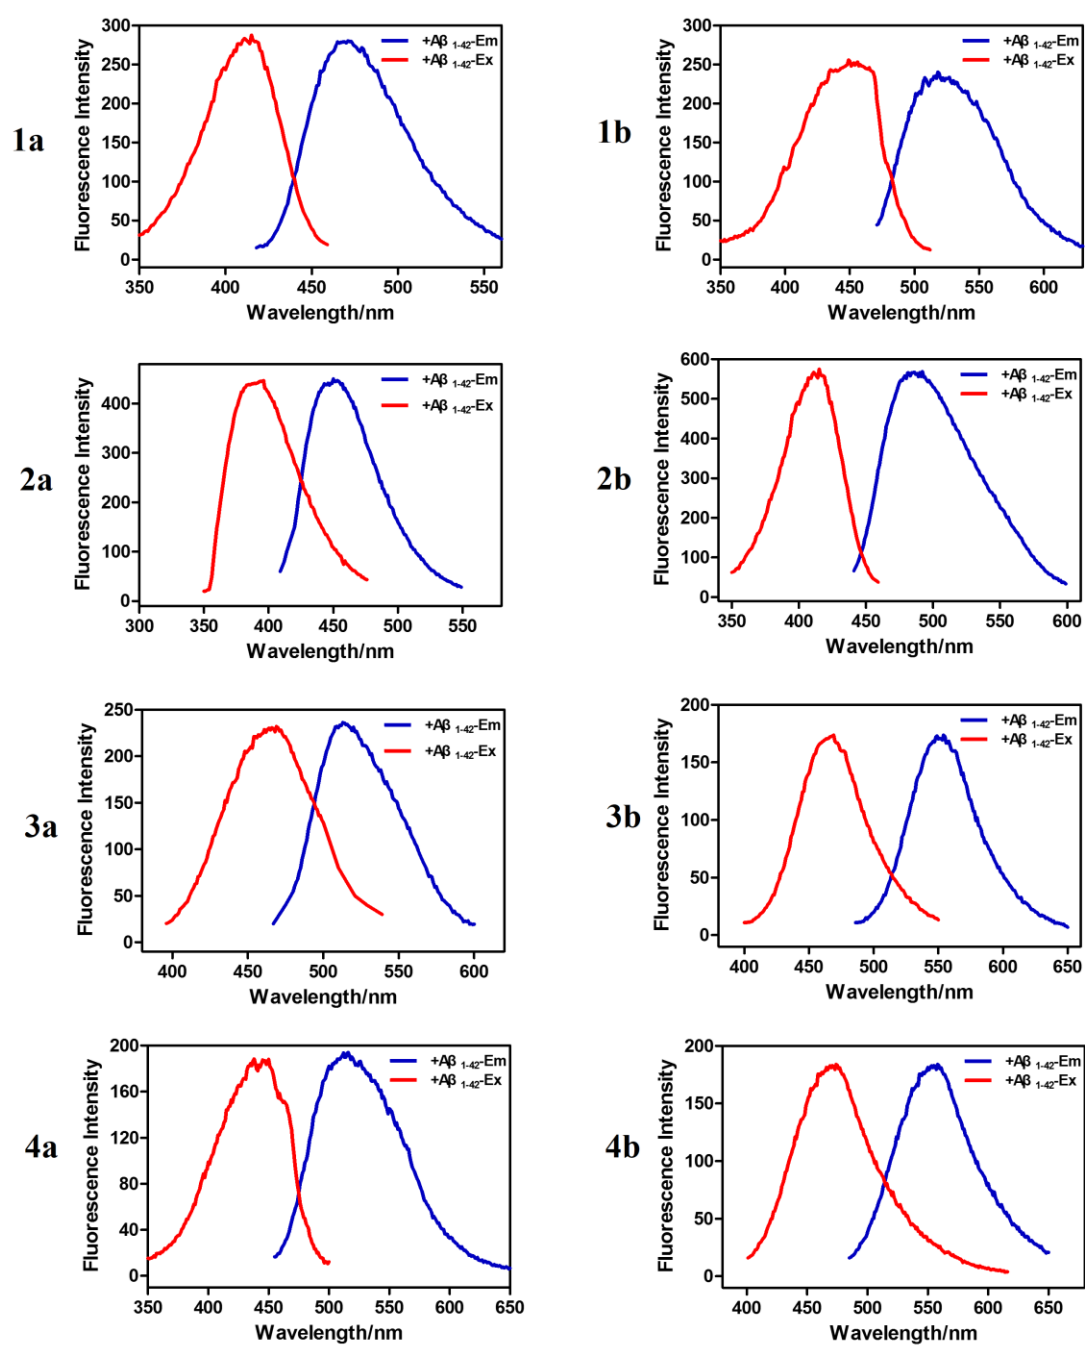 1a
Fluorescence Intensity
300
250
200
150
100
50
0
350 400 450 500 550
Wavelength/nm
+Aβ 1-42-Em
+Aβ 1-42-Ex
1b
Fluorescence Intensity
300
250
200
150
100
50
0
350 400 450 500 550 600
Wavelength/nm
+Aβ 1-42-Em
+Aβ 1-42-Ex
2a
Fluorescence Intensity
400
300
200
100
0
300 350 400 450 500 550
Wavelength/nm
+Aβ 1-42-Em
+Aβ 1-42-Ex
2b
Fluorescence Intensity
600
500
400
300
200
100
0
350 400 450 500 550 600
Wavelength/nm
+Aβ 1-42-Em
+Aβ 1-42-Ex
3a
Fluorescence Intensity
250
200
150
100
50
0
400 450 500 550 600
Wavelength/nm
+Aβ 1-42-Em
+Aβ 1-42-Ex
3b
Fluorescence Intensity
200
150
100
50
0
400 450 500 550 600 650
Wavelength/nm
+Aβ 1-42-Em
+Aβ 1-42-Ex
4a
Fluorescence Intensity
200
160
120
80
40
0
350 400 450 500 550 600 650
Wavelength/nm
+Aβ 1-42-Em
+Aβ 1-42-Ex
4b
Fluorescence Intensity
200
150
100
50
0
400 450 500 550 600 650
Wavelength/nm
+Aβ 1-42-Em
+Aβ 1-42-Ex